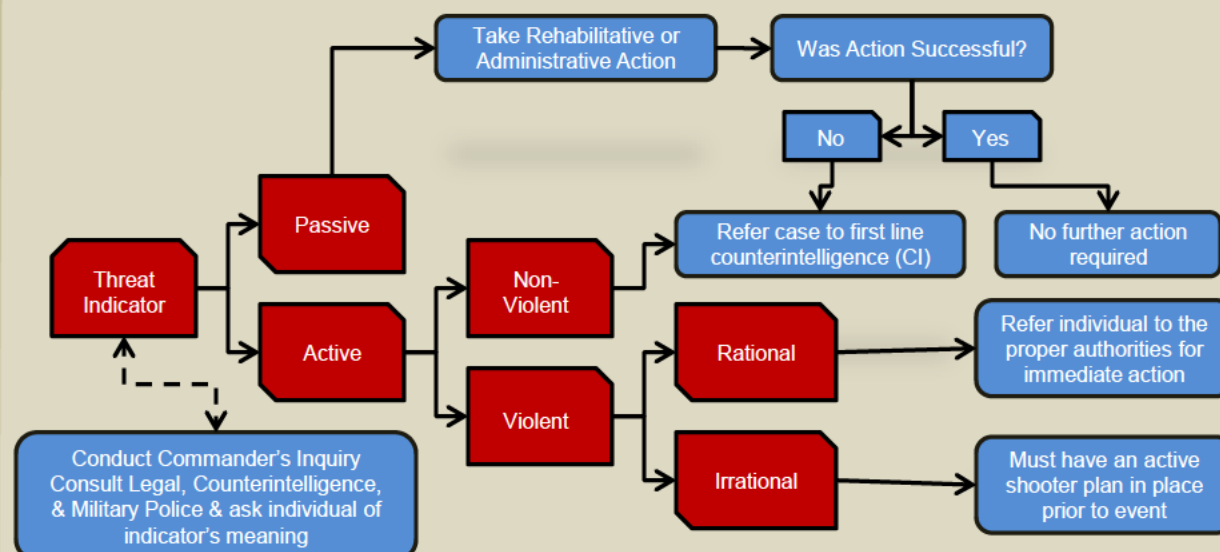 Take Rehabilitative or
Administrative Action
Was Action Successful?
No
Yes
Passive
Refer case to first line
counterintelligence (CI)
No further action
required
Threat
Indicator
Non-
Violent
Active
Rational
Refer individual to the
proper authorities for
immediate action
Violent
Conduct Commander's Inquiry
Consult Legal, Counterintelligence,
& Military Police & ask individual of
indicator's meaning
Irrational
Must have an active
shooter plan in place
prior to event